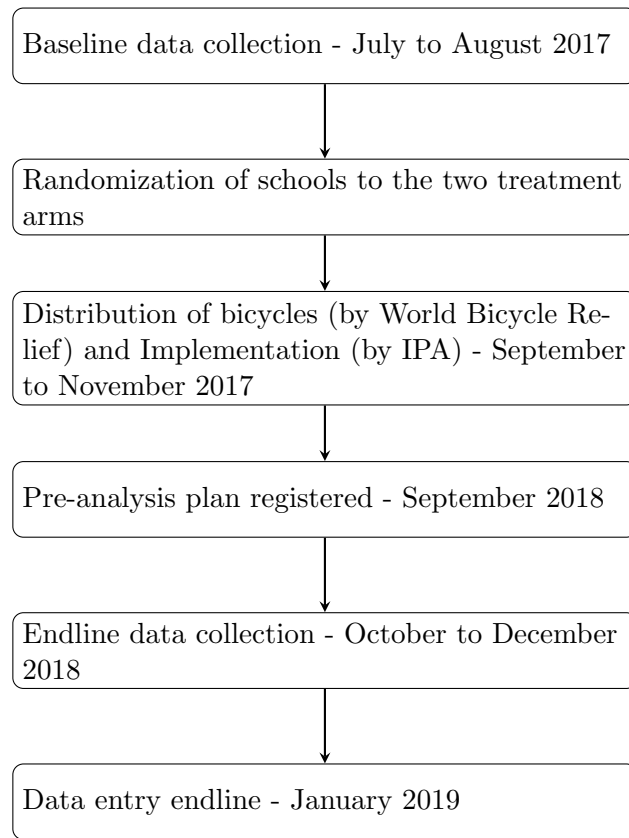 Baseline data collection - July to August 2017
Randomization of schools to the two treatment
arms
Distribution of bicycles (by World Bicycle Re-
lief) and Implementation (by IPA) - September
to November 2017
Pre-analysis plan registered - September 2018
Endline data collection - October to December
2018
Data entry endline - January 2019